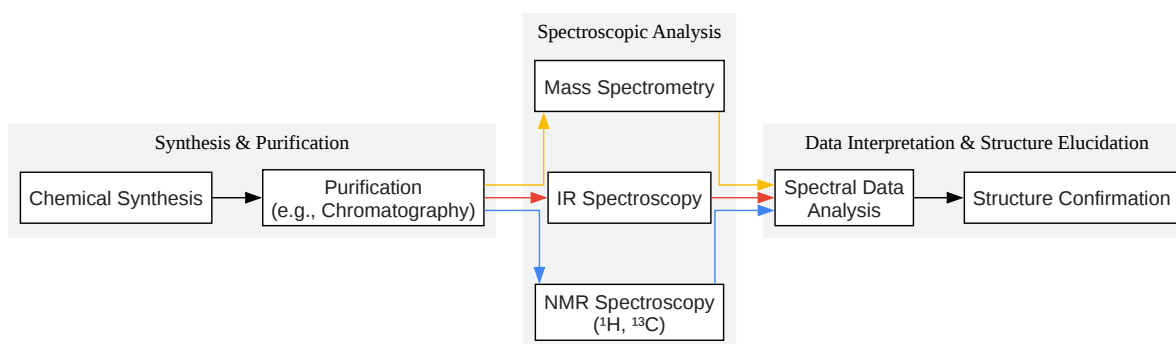 Synthesis & Purification
Chemical Synthesis
Purification
(e.g., Chromatography)
Spectroscopic Analysis
Mass Spectrometry
IR Spectroscopy
NMR Spectroscopy
(¹H, ¹³C)
Data Interpretation & Structure Elucidation
Spectral Data
Analysis
Structure Confirmation